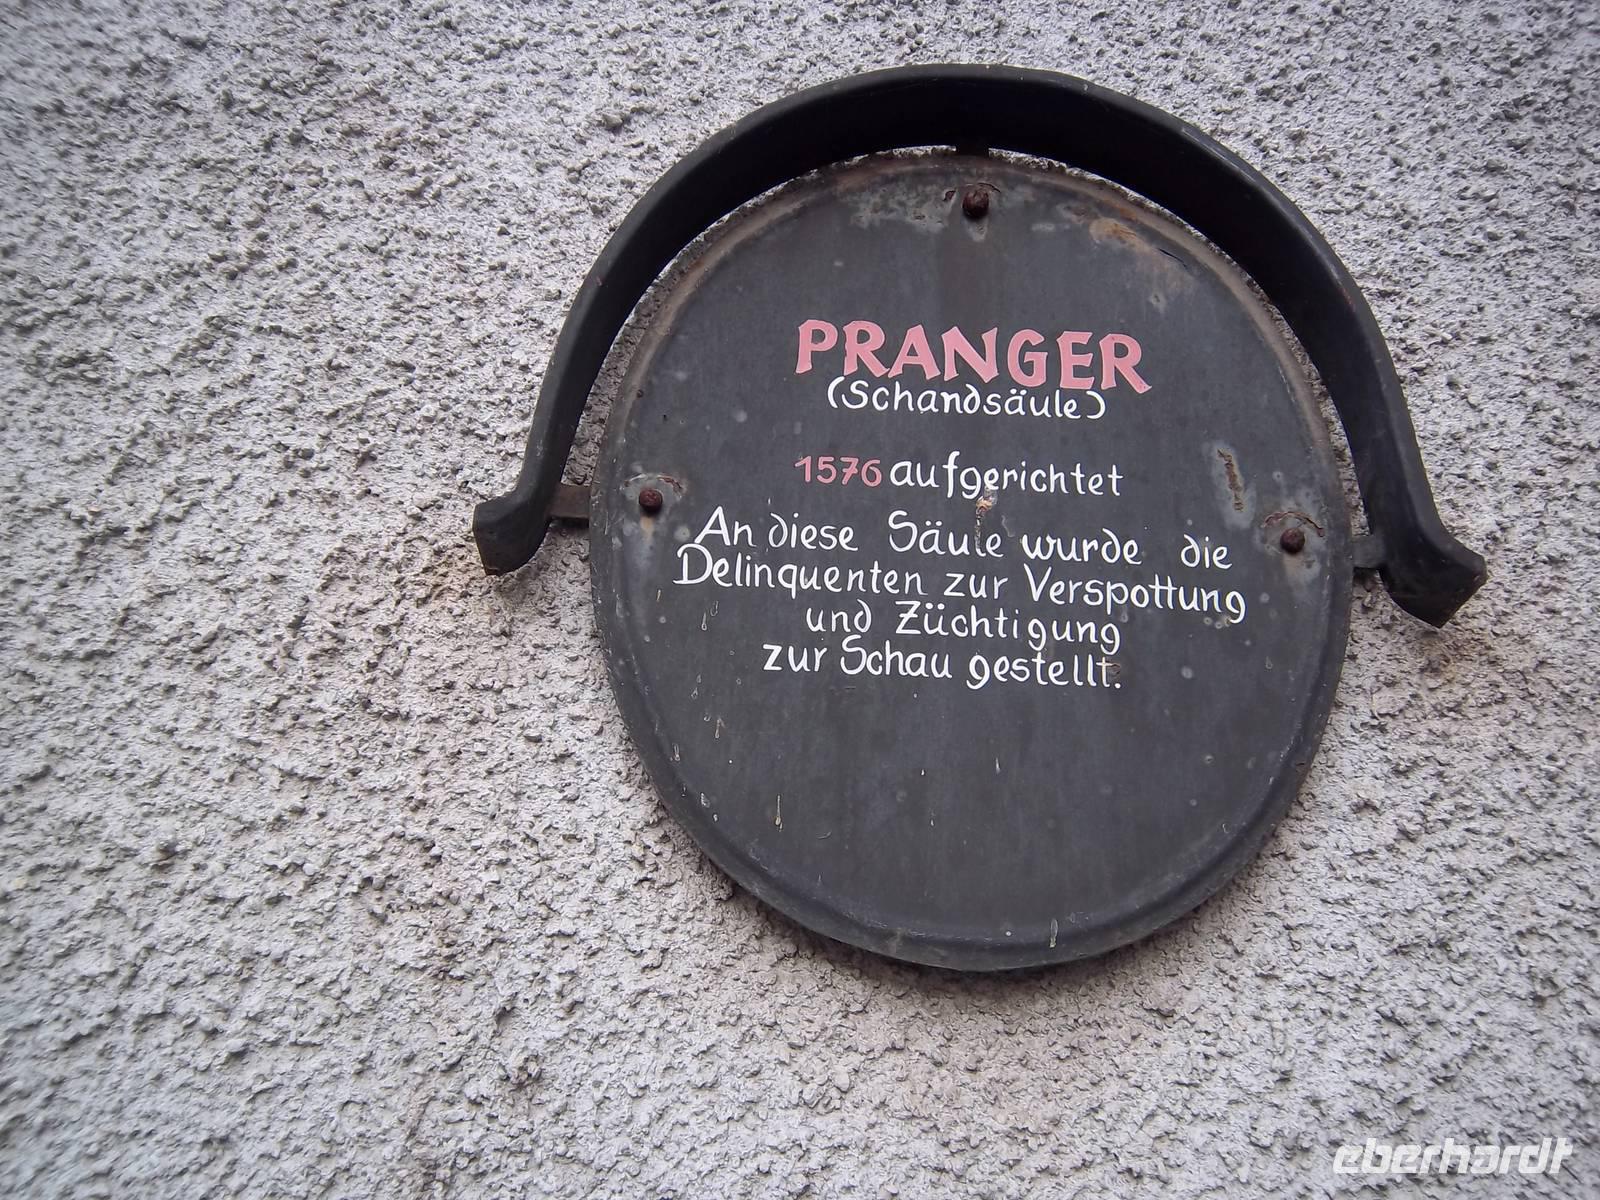 PRANGER
(Schandsäule)
1576 aufgerichtet
An diese Säule wurde die
Delinquenten zur Verspottung
und Züchtigung
zur Schau gestellt.
eberhardt